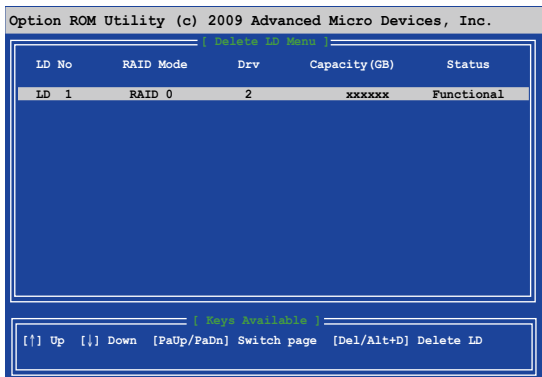 Option ROM Utility (c) 2009 Advanced Micro Devices, Inc.
[ Delete LD Menu ]
LD No RAID Mode Drv Capacity(GB) Status
LD 1 RAID 0 2 xxxxxx Functional
[ Keys Available ]
[↑] Up [↓] Down [PaUp/PaDn] Switch page [Del/Alt+D] Delete LD